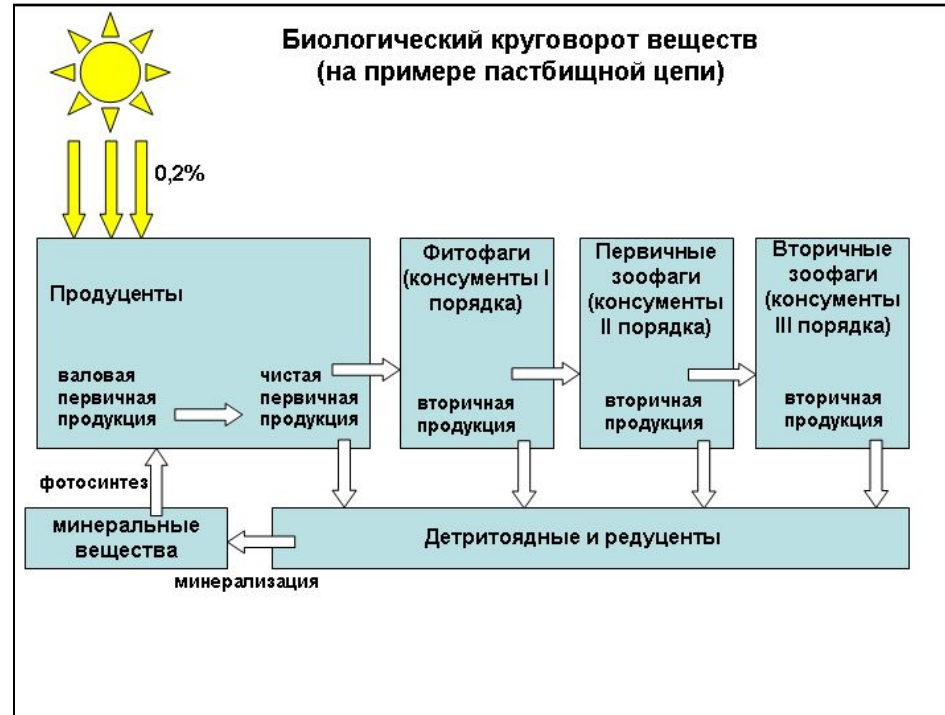 Биологический круговорот веществ
(на примере пастбищной цепи)
0,2%
Продуценты
валовая
первичная
продукция
чистая
первичная
продукция
Фитофаги
(консументы I
порядка)
вторичная
продукция
Первичные
зоофаги
(консументы
II порядка)
вторичная
продукция
Вторичные
зоофаги
(консументы
III порядка)
вторичная
продукция
фотосинтез
минеральные
вещества
Детритоядные и редуценты
минерализация